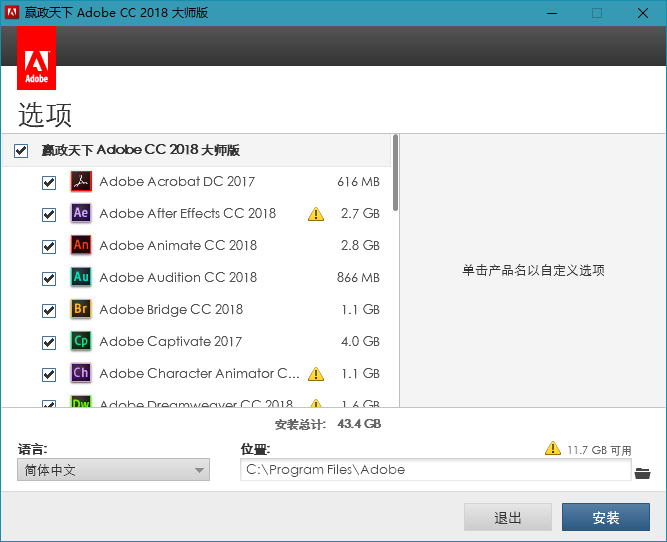 嬴政天下 Adobe CC 2018 大师版
Adobe
选项
嬴政天下 Adobe CC 2018 大师版
Adobe Acrobat DC 2017 616 MB
Ae Adobe After Effects CC 2018 2.7 GB
An Adobe Animate CC 2018 2.8 GB
Au Adobe Audition CC 2018 866 MB
Br Adobe Bridge CC 2018 1.1 GB
Cp Adobe Captivate 2017 4.0 GB
Ch Adobe Character Animator C... 1.1 GB
Dw Adobe Dreamweaver CC 2018 1.6 GB
单击产品名以自定义选项
安装总计: 43.4 GB
语言:
简体中文
位置:
11.7 GB 可用
C:\Program Files\Adobe
退出
安装